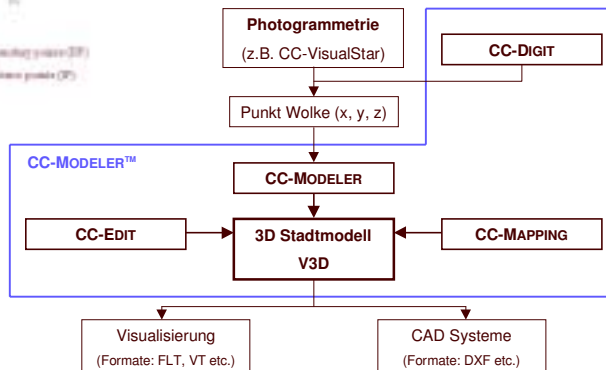 Photogrammetrie
(z.B. CC-VisualStar)
CC-DIGIT
Punkt Wolke (x, y, z)
CC-MODELER™
CC-MODELER
CC-EDIT
3D Stadtmodell
V3D
CC-MAPPING
Visualisierung
(Formate: FLT, VT etc.)
CAD Systeme
(Formate: DXF etc.)